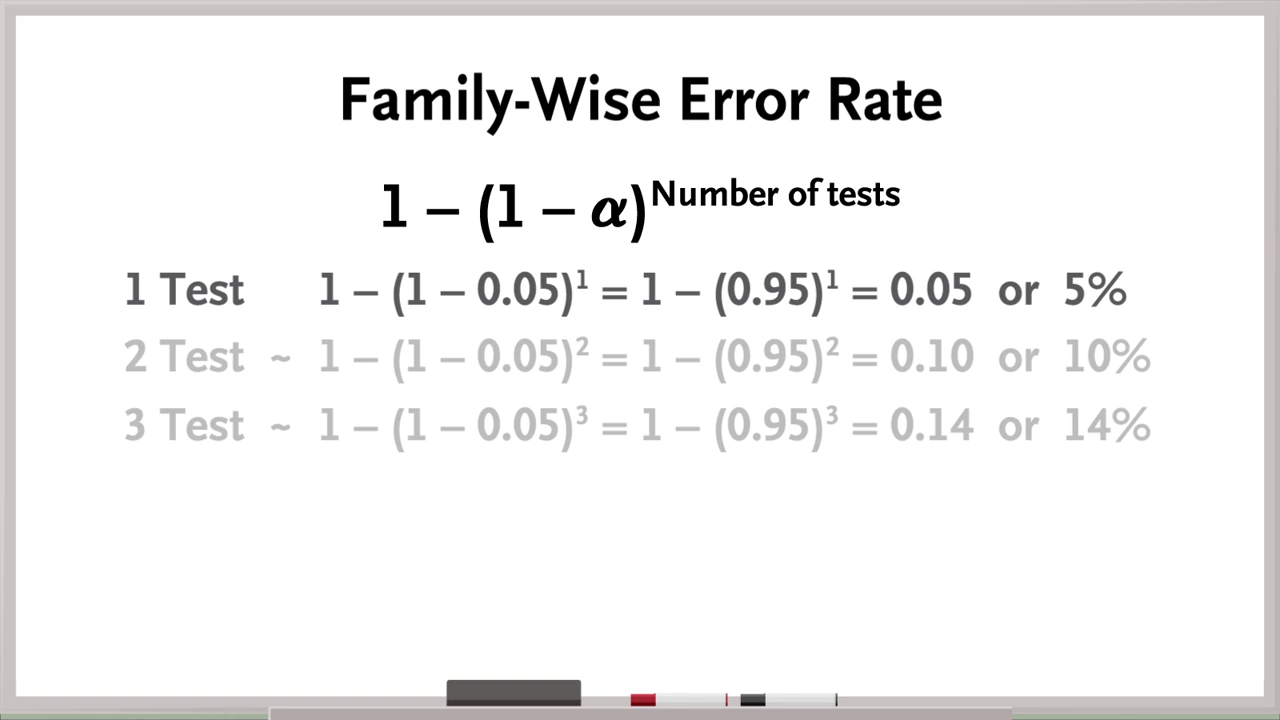 Family-Wise Error Rate
1 – (1 – α)^Number of tests
1 Test 1 – (1 – 0.05)¹ = 1 – (0.95)¹ = 0.05 or 5%
2 Test ~ 1 – (1 – 0.05)² = 1 – (0.95)² = 0.10 or 10%
3 Test ~ 1 – (1 – 0.05)³ = 1 – (0.95)³ = 0.14 or 14%